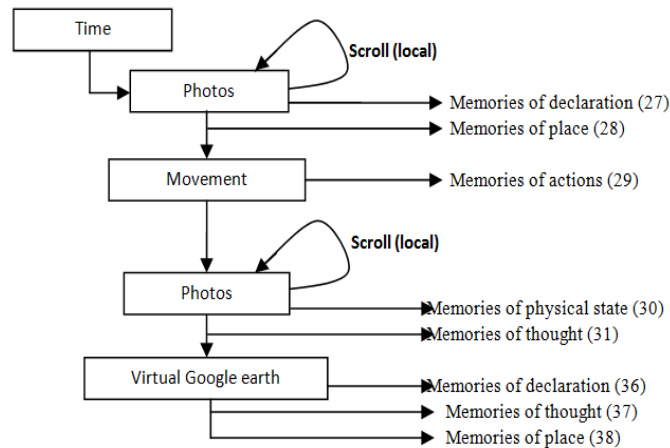 Time
Scroll (local)
Photos
Memories of declaration (27)
Memories of place (28)
Movement
Memories of actions (29)
Scroll (local)
Photos
Memories of physical state (30)
Memories of thought (31)
Virtual Google earth
Memories of declaration (36)
Memories of thought (37)
Memories of place (38)